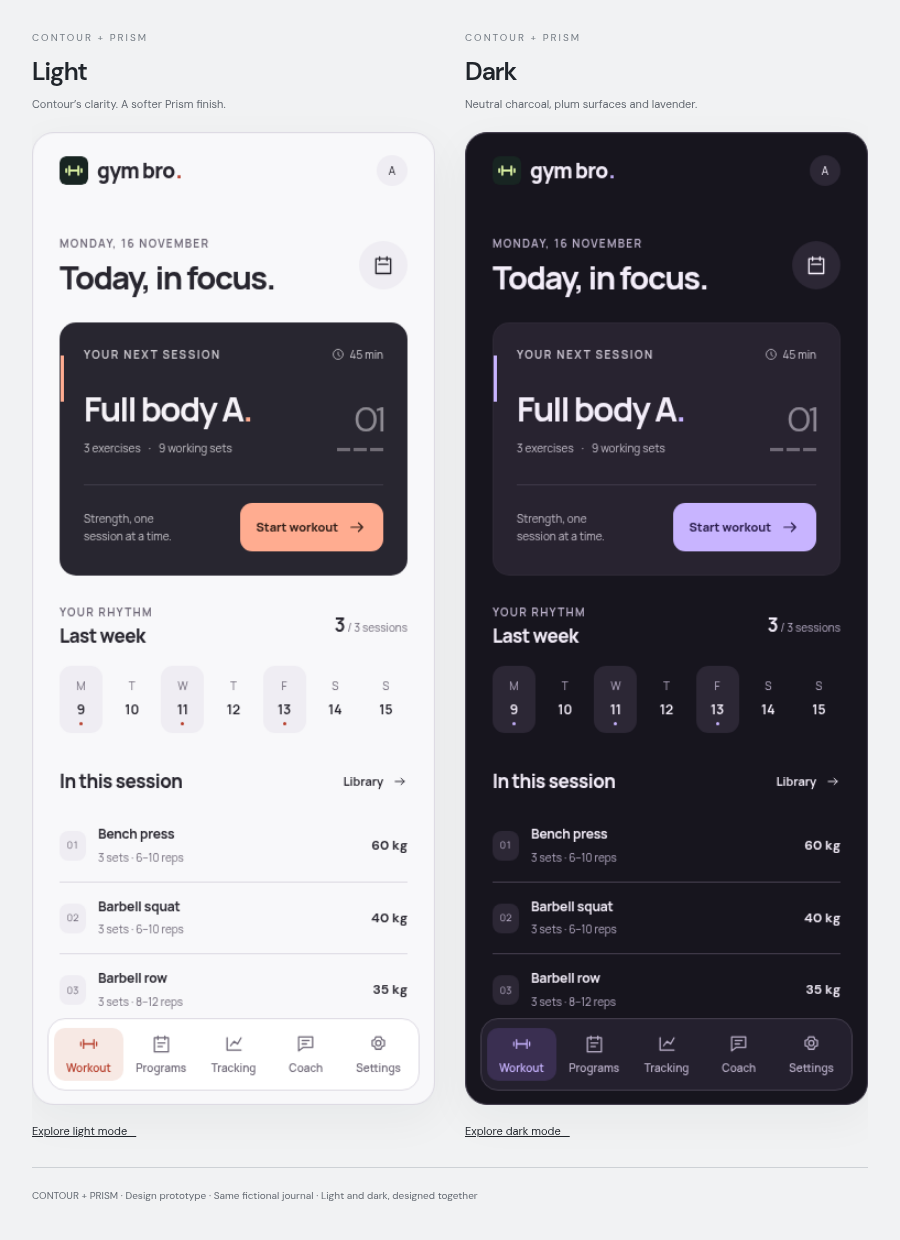 CONTOUR + PRISM
Light
Contour's clarity. A softer Prism finish.
gym bro.
A
MONDAY, 16 NOVEMBER
Today, in focus.
YOUR NEXT SESSION
45 min
Full body A.
01
3 exercises · 9 working sets
Strength, one
session at a time.
Start workout →
YOUR RHYTHM
Last week
3 / 3 sessions
M T W T F S S
9 10 11 12 13 14 15
In this session
Library →
01
Bench press
3 sets · 6–10 reps
60 kg
02
Barbell squat
3 sets · 6–10 reps
40 kg
03
Barbell row
3 sets · 8–12 reps
35 kg
Workout Programs Tracking Coach Settings
Explore light mode
CONTOUR + PRISM
Dark
Neutral charcoal, plum surfaces and lavender.
gym bro.
A
MONDAY, 16 NOVEMBER
Today, in focus.
YOUR NEXT SESSION
45 min
Full body A.
01
3 exercises · 9 working sets
Strength, one
session at a time.
Start workout →
YOUR RHYTHM
Last week
3 / 3 sessions
M T W T F S S
9 10 11 12 13 14 15
In this session
Library →
01
Bench press
3 sets · 6–10 reps
60 kg
02
Barbell squat
3 sets · 6–10 reps
40 kg
03
Barbell row
3 sets · 8–12 reps
35 kg
Workout Programs Tracking Coach Settings
Explore dark mode
CONTOUR + PRISM · Design prototype · Same fictional journal · Light and dark, designed together